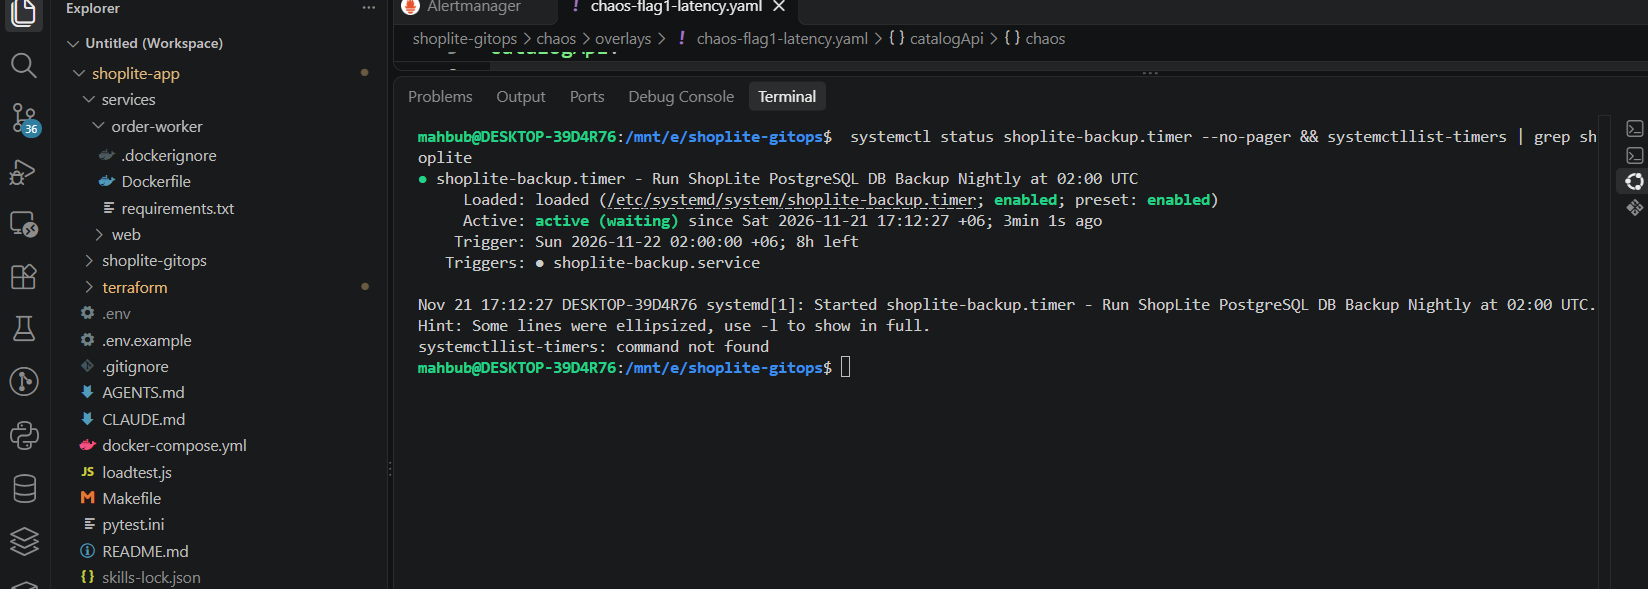 Explorer
Untitled (Workspace)
shoplite-app
services
order-worker
.dockerignore
Dockerfile
requirements.txt
web
shoplite-gitops
terraform
.env
.env.example
.gitignore
AGENTS.md
CLAUDE.md
docker-compose.yml
JS loadtest.js
M Makefile
pytest.ini
README.md
{} skills-lock.json
36
Alertmanager
! chaos-flag1-latency.yaml
shoplite-gitops > chaos > overlays > ! chaos-flag1-latency.yaml > {} catalogApi > {} chaos
catalogApi:
Problems Output Ports Debug Console Terminal
mahbub@DESKTOP-39D4R76:/mnt/e/shoplite-gitops$ systemctl status shoplite-backup.timer --no-pager && systemctllist-timers | grep sh
oplite
● shoplite-backup.timer - Run ShopLite PostgreSQL DB Backup Nightly at 02:00 UTC
Loaded: loaded (/etc/systemd/system/shoplite-backup.timer; enabled; preset: enabled)
Active: active (waiting) since Sat 2026-11-21 17:12:27 +06; 3min 1s ago
Trigger: Sun 2026-11-22 02:00:00 +06; 8h left
Triggers: ● shoplite-backup.service
Nov 21 17:12:27 DESKTOP-39D4R76 systemd[1]: Started shoplite-backup.timer - Run ShopLite PostgreSQL DB Backup Nightly at 02:00 UTC.
Hint: Some lines were ellipsized, use -l to show in full.
systemctllist-timers: command not found
mahbub@DESKTOP-39D4R76:/mnt/e/shoplite-gitops$